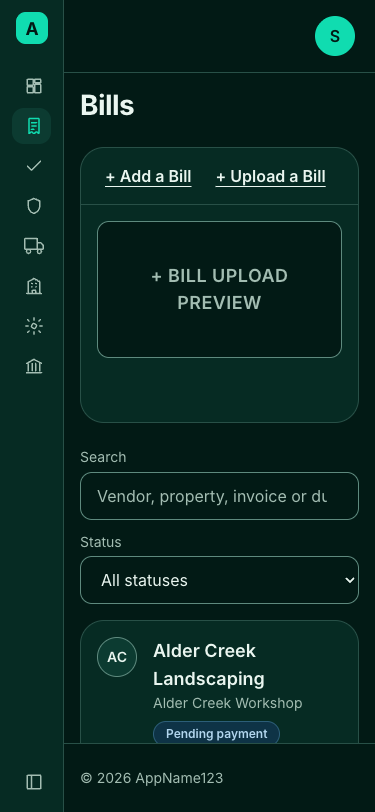 A
S
Bills
+ Add a Bill
+ Upload a Bill
+ BILL UPLOAD
PREVIEW
Search
Vendor, property, invoice or du
Status
All statuses
AC
Alder Creek
Landscaping
Alder Creek Workshop
Pending payment
© 2026 AppName123